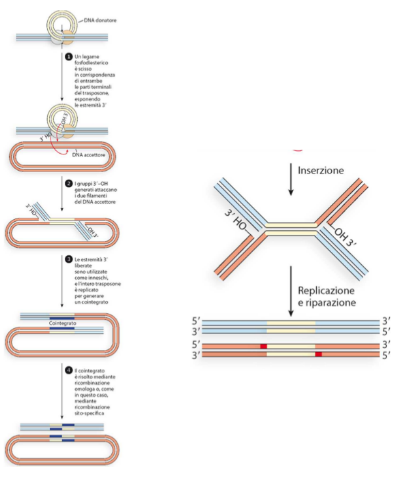 DNA donatore
1 Un legame
fosfodiesterico
è scisso
in corrispondenza
di entrambe
le parti terminali
del trasposone,
esponendo
le estremità 3'
3' HO
OH 3'
DNA accettore
2 I gruppi 3'-OH
generati attaccano
i due filamenti
del DNA accettore
3' HO
OH 3'
3 Le estremità 3'
liberate
sono utilizzate
come inneschi,
e l'intero trasposone
è replicato
per generare
un cointegrato
Cointegrato
4 Il cointegrato
è risolto mediante
ricombinazione
omologa o, come
in questo caso,
mediante
ricombinazione
sito-specifica
Inserzione
3' HO
OH 3'
Replicazione
e riparazione
5' 3'
3' 5'
5' 3'
3' 5'